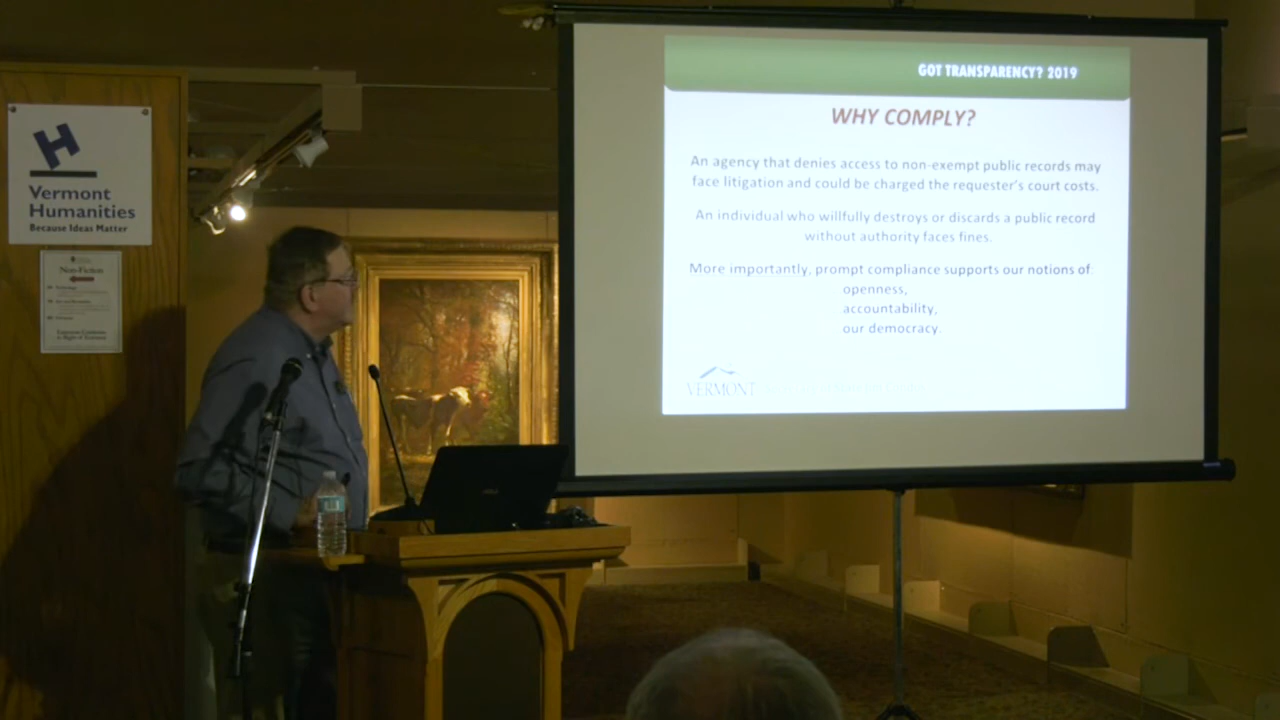 Vermont
Humanities
Because Ideas Matter
Non-Fiction
GOT TRANSPARENCY? 2019
WHY COMPLY?
An agency that denies access to non-exempt public records may
face litigation and could be charged the requester's court costs.
An individual who willfully destroys or discards a public record
without authority faces fines.
More importantly, prompt compliance supports our notions of:
openness,
accountability,
our democracy.
VERMONT